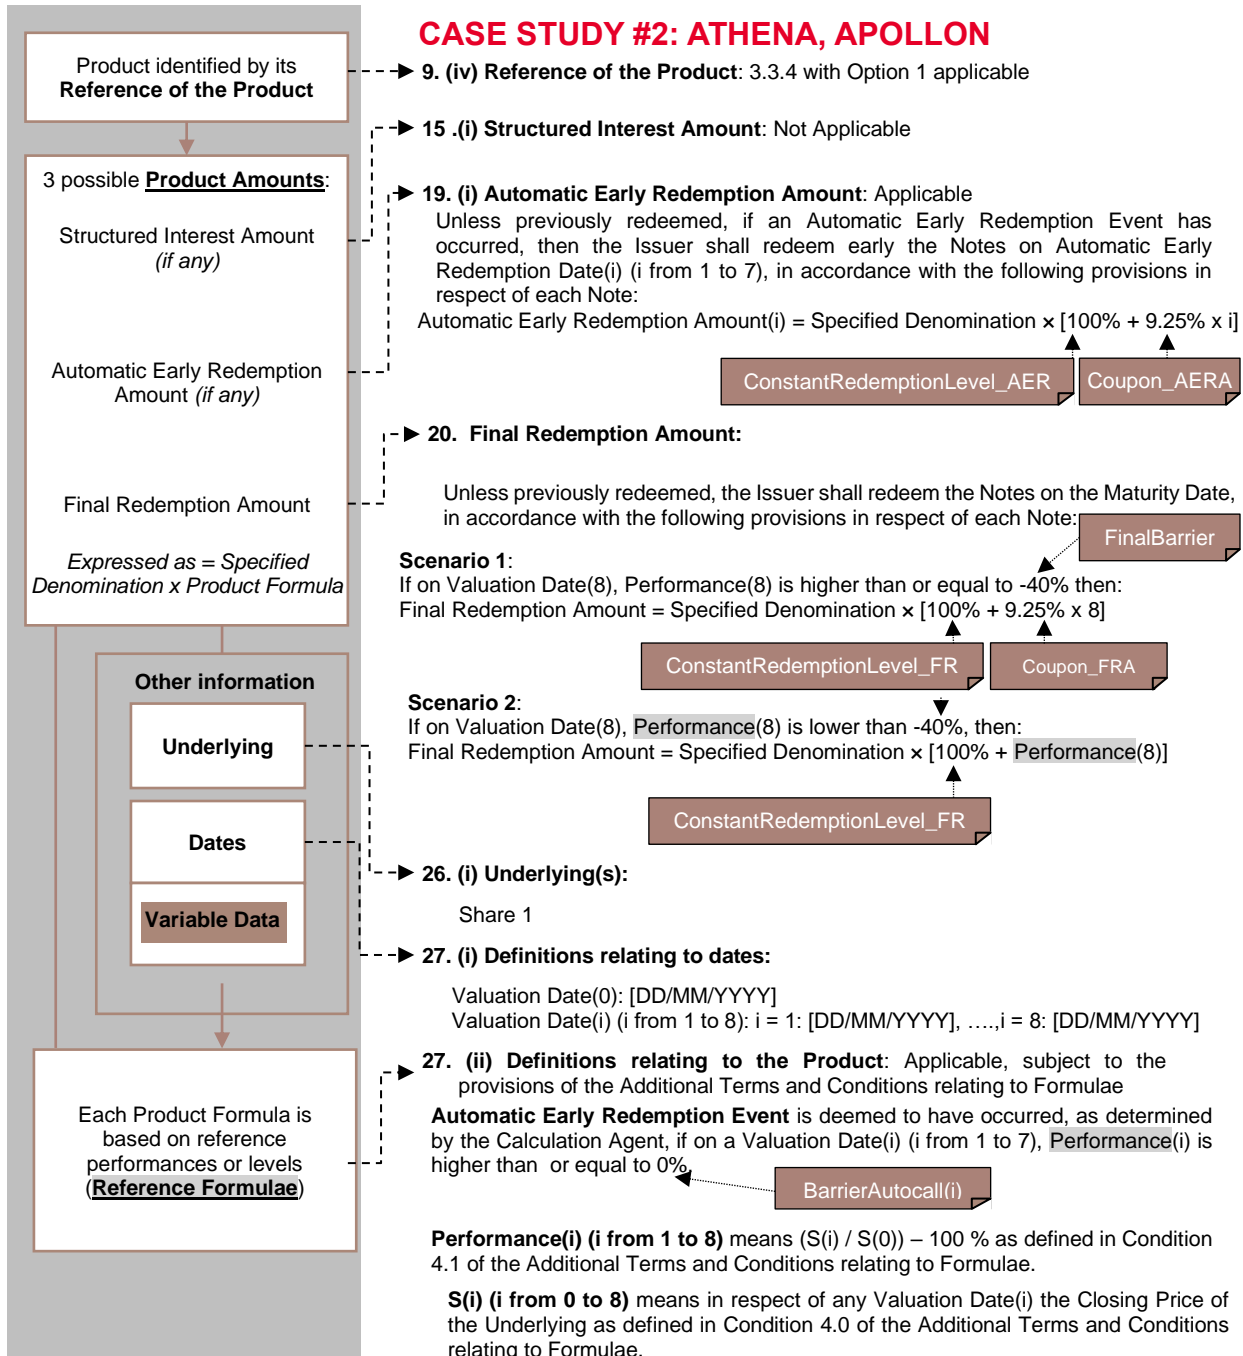 CASE STUDY #2: ATHENA, APOLLON
Product identified by its
Reference of the Product
9. (iv) Reference of the Product: 3.3.4 with Option 1 applicable
15 .(i) Structured Interest Amount: Not Applicable
3 possible Product Amounts:
Structured Interest Amount
(if any)
Automatic Early Redemption
Amount (if any)
Final Redemption Amount
Expressed as = Specified
Denomination x Product Formula
19. (i) Automatic Early Redemption Amount: Applicable
Unless previously redeemed, if an Automatic Early Redemption Event has
occurred, then the Issuer shall redeem early the Notes on Automatic Early
Redemption Date(i) (i from 1 to 7), in accordance with the following provisions in
respect of each Note:
Automatic Early Redemption Amount(i) = Specified Denomination × [100% + 9.25% x i]
ConstantRedemptionLevel_AER
Coupon_AERA
20. Final Redemption Amount:
Unless previously redeemed, the Issuer shall redeem the Notes on the Maturity Date,
in accordance with the following provisions in respect of each Note:
FinalBarrier
Scenario 1:
If on Valuation Date(8), Performance(8) is higher than or equal to -40% then:
Final Redemption Amount = Specified Denomination × [100% + 9.25% x 8]
ConstantRedemptionLevel_FR
Coupon_FRA
Scenario 2:
If on Valuation Date(8), Performance(8) is lower than -40%, then:
Final Redemption Amount = Specified Denomination × [100% + Performance(8)]
ConstantRedemptionLevel_FR
Other information
Underlying
Dates
Variable Data
26. (i) Underlying(s):
Share 1
27. (i) Definitions relating to dates:
Valuation Date(0): [DD/MM/YYYY]
Valuation Date(i) (i from 1 to 8): i = 1: [DD/MM/YYYY], ….,i = 8: [DD/MM/YYYY]
Each Product Formula is
based on reference
performances or levels
(Reference Formulae)
27. (ii) Definitions relating to the Product: Applicable, subject to the
provisions of the Additional Terms and Conditions relating to Formulae
Automatic Early Redemption Event is deemed to have occurred, as determined
by the Calculation Agent, if on a Valuation Date(i) (i from 1 to 7), Performance(i) is
higher than or equal to 0%.
BarrierAutocall(i)
Performance(i) (i from 1 to 8) means (S(i) / S(0)) – 100 % as defined in Condition
4.1 of the Additional Terms and Conditions relating to Formulae.
S(i) (i from 0 to 8) means in respect of any Valuation Date(i) the Closing Price of
the Underlying as defined in Condition 4.0 of the Additional Terms and Conditions
relating to Formulae.